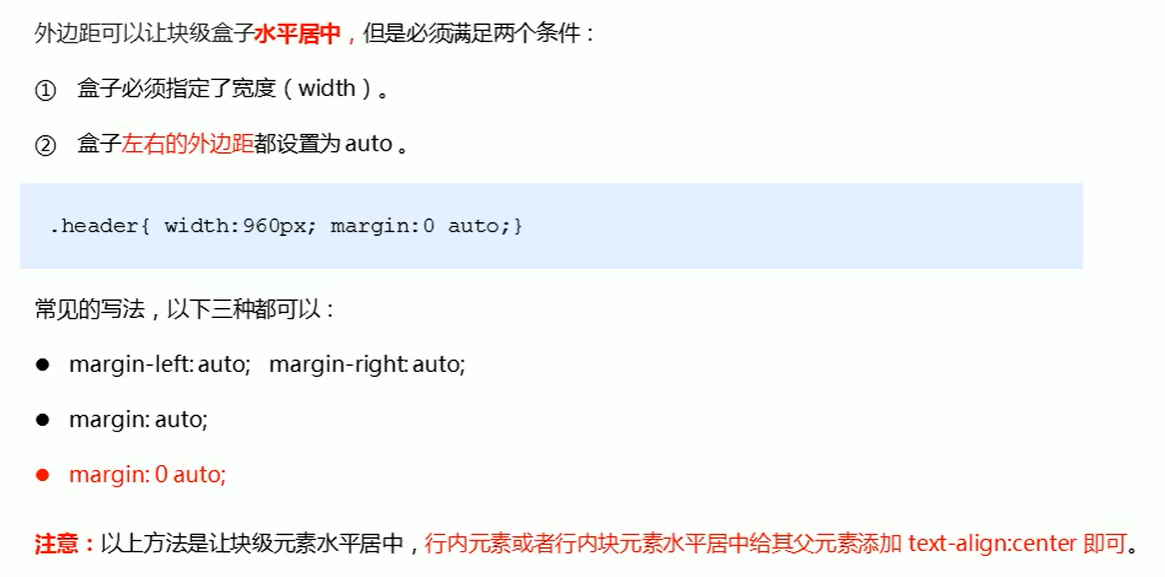 外边距可以让块级盒子水平居中，但是必须满足两个条件：
① 盒子必须指定了宽度（width）。
② 盒子左右的外边距都设置为 auto 。
.header{ width:960px; margin:0 auto;}
常见的写法，以下三种都可以：
● margin-left: auto; margin-right: auto;
● margin: auto;
● margin: 0 auto;
注意：以上方法是让块级元素水平居中，行内元素或者行内块元素水平居中给其父元素添加 text-align:center 即可。